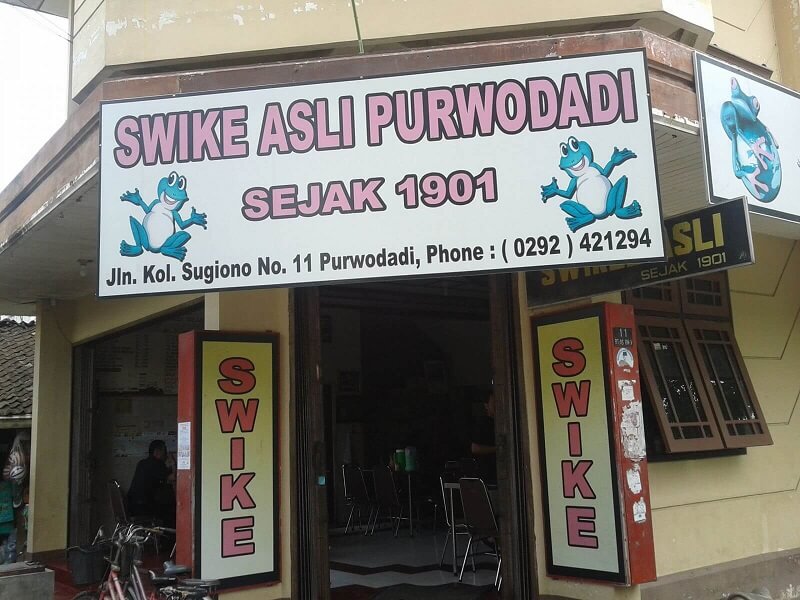 SWIKE ASLI PURWODADI
SEJAK 1901
Jln. Kol. Sugiono No. 11 Purwodadi, Phone : ( 0292 ) 421294
SWIKE ASLI
SEJAK 1901
SWIKE
SWIKE
11